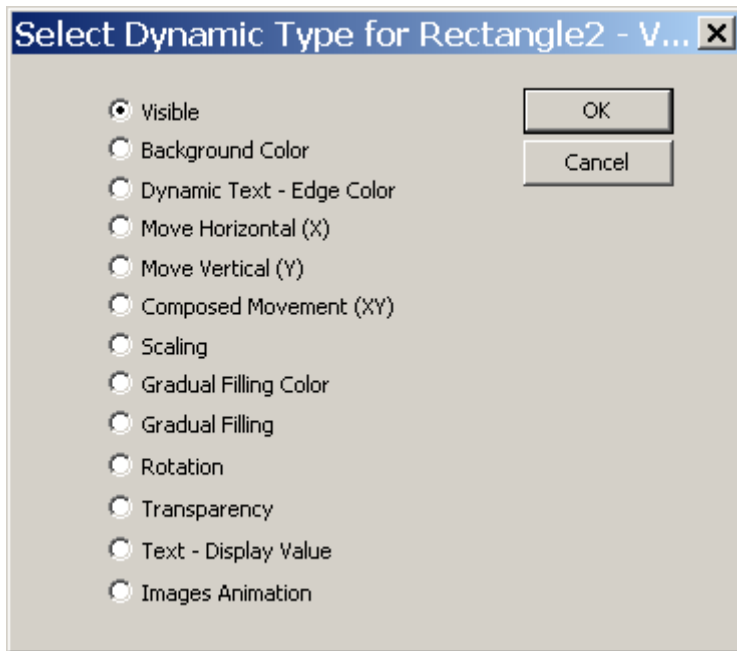 Select Dynamic Type for Rectangle2 - V...
Visible
OK
Background Color
Cancel
Dynamic Text - Edge Color
Move Horizontal (X)
Move Vertical (Y)
Composed Movement (XY)
Scaling
Gradual Filling Color
Gradual Filling
Rotation
Transparency
Text - Display Value
Images Animation